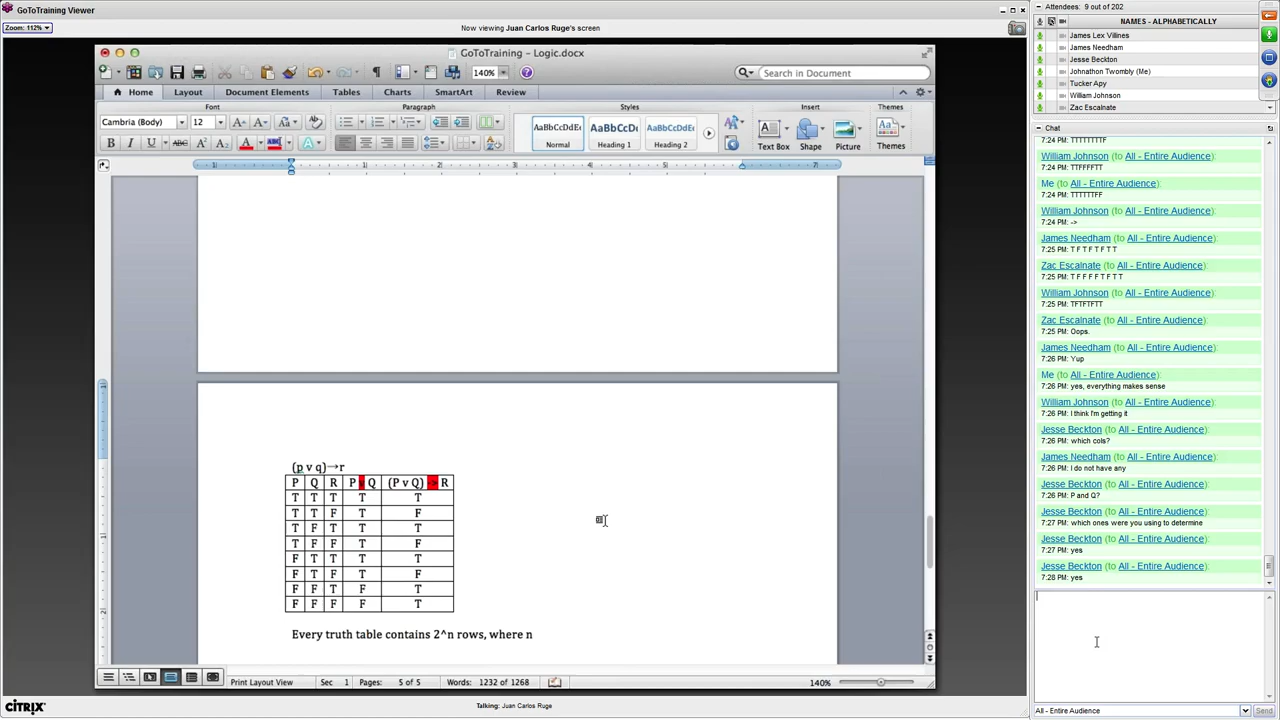 GoToTraining Viewer
Zoom: 112%
Now viewing Juan Carlos Ruge's screen
GoToTraining – Logic.docx
140%
Search in Document
Home Layout Document Elements Tables Charts SmartArt Review
Font Paragraph Styles Insert Themes
Cambria (Body) 12
AaBbCcDdEe AaBbCcDc AaBbCcDdEe
Normal Heading 1 Heading 2
Text Box Shape Picture Themes
(p v q)→r
P Q R P v Q (P v Q) -> R
T T T T T
T T F T F
T F T T T
T F F T F
F T T T T
F T F T F
F F T F T
F F F F T
Every truth table contains 2^n rows, where n
Print Layout View Sec 1 Pages: 5 of 5 Words: 1232 of 1268 140%
CITRIX
Talking: Juan Carlos Ruge
Attendees: 9 out of 202
NAMES - ALPHABETICALLY
James Lex Villines
James Needham
Jesse Beckton
Johnathon Twombly (Me)
Tucker Apy
William Johnson
Zac Escalnate
Chat
7:24 PM: TTTTTTTTF
William Johnson (to All - Entire Audience):
7:24 PM: TTFFFFTT
Me (to All - Entire Audience):
7:24 PM: TTTTTTFF
William Johnson (to All - Entire Audience):
7:24 PM: ->
James Needham (to All - Entire Audience):
7:25 PM: T F T F T F T T
Zac Escalnate (to All - Entire Audience):
7:25 PM: T F F F F T F T T
William Johnson (to All - Entire Audience):
7:25 PM: TFTFTFTT
Zac Escalnate (to All - Entire Audience):
7:25 PM: Oops.
James Needham (to All - Entire Audience):
7:26 PM: Yup
Me (to All - Entire Audience):
7:26 PM: yes, everything makes sense
William Johnson (to All - Entire Audience):
7:26 PM: I think I'm getting it
Jesse Beckton (to All - Entire Audience):
7:26 PM: which cols?
James Needham (to All - Entire Audience):
7:26 PM: I do not have any
Jesse Beckton (to All - Entire Audience):
7:26 PM: P and Q?
Jesse Beckton (to All - Entire Audience):
7:27 PM: which ones were you using to determine
Jesse Beckton (to All - Entire Audience):
7:27 PM: yes
Jesse Beckton (to All - Entire Audience):
7:28 PM: yes
All - Entire Audience
Send